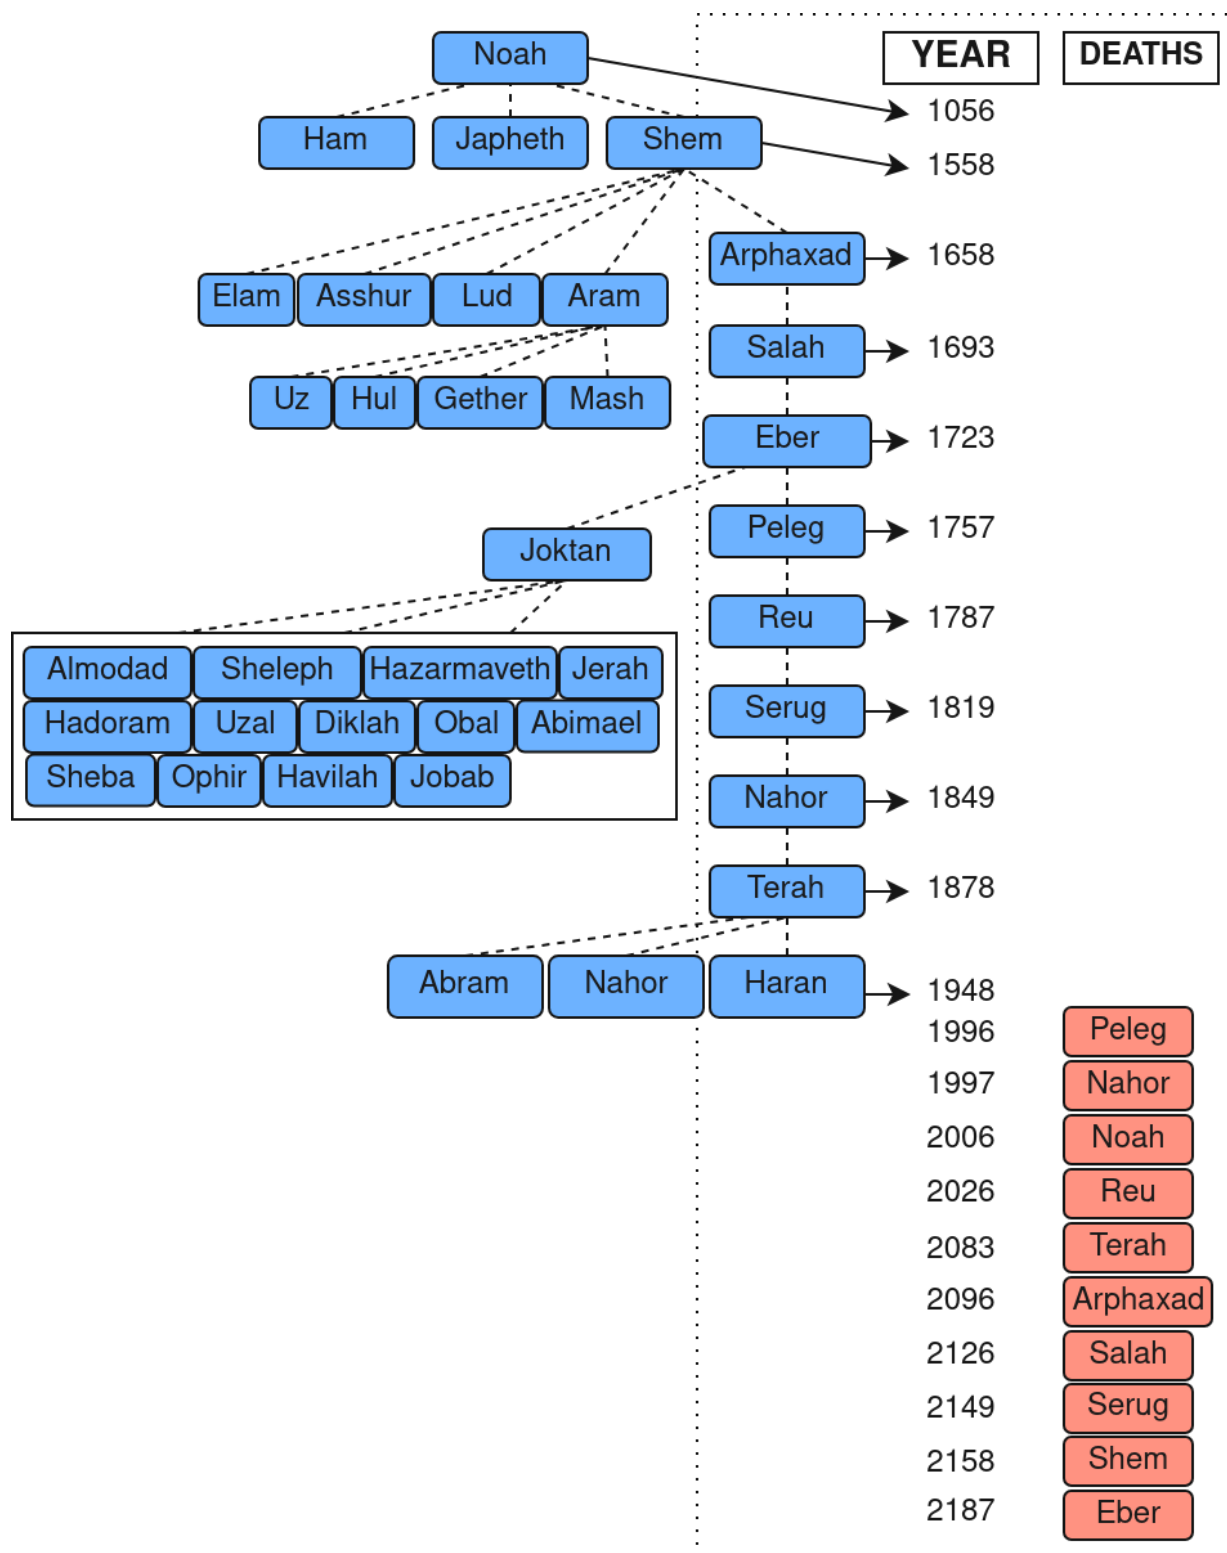 Noah YEAR DEATHS
1056
Ham Japheth Shem
1558
Arphaxad 1658
Elam Asshur Lud Aram
Salah 1693
Uz Hul Gether Mash
Eber 1723
Peleg 1757
Joktan
Reu 1787
Almodad Sheleph Hazarmaveth Jerah
Serug 1819
Hadoram Uzal Diklah Obal Abimael
Sheba Ophir Havilah Jobab
Nahor 1849
Terah 1878
Abram Nahor Haran 1948
1996 Peleg
1997 Nahor
2006 Noah
2026 Reu
2083 Terah
2096 Arphaxad
2126 Salah
2149 Serug
2158 Shem
2187 Eber